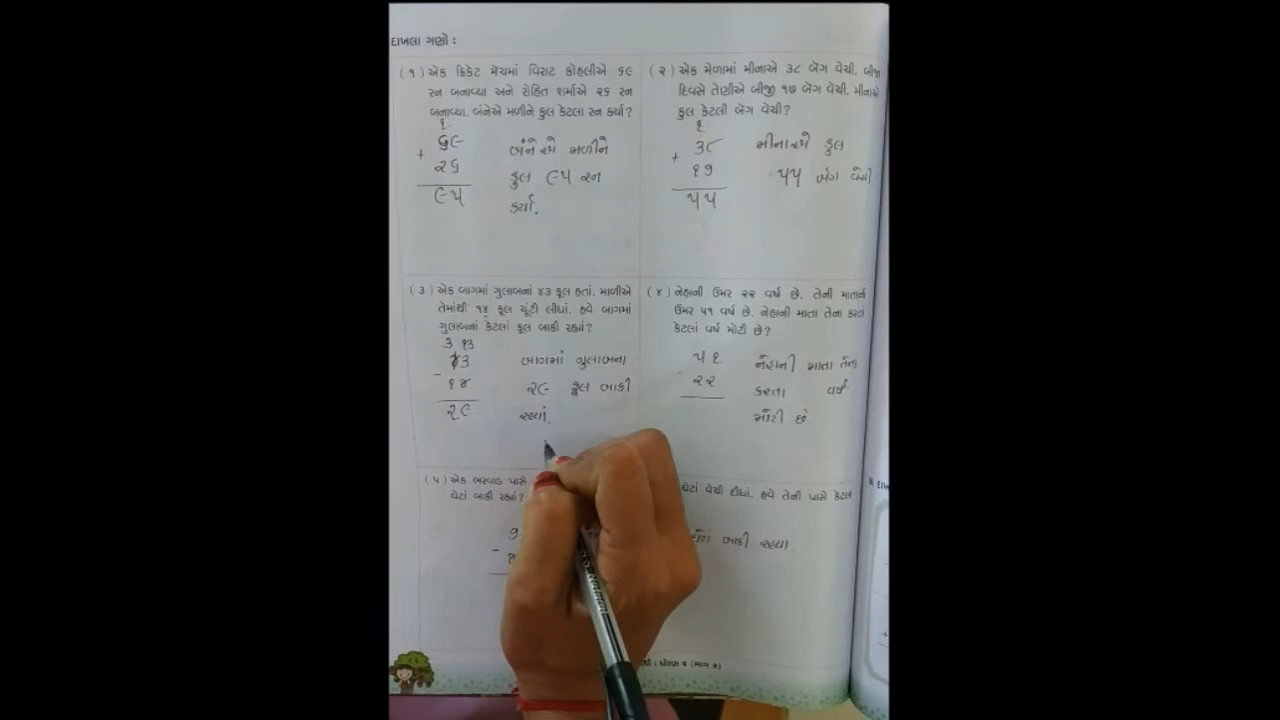 દાખલા ગણો :
(૧) એક ક્રિકેટ મૅચમાં વિરાટ કોહલીએ ૬૯
રન બનાવ્યા અને રોહિત શર્માએ ૨૬ રન
બનાવ્યા. બંનેએ મળીને કુલ કેટલા રન કર્યા?
૧
૬૯
+
૨૬
૯૫
બંનેએ મળીને
કુલ ૯૫ રન
કર્યા.
(૨) એક મેળામાં મીનાએ ૩૮ બૅગ વેચી. બીજા
દિવસે તેણીએ બીજી ૧૭ બૅગ વેચી. મીનાએ
કુલ કેટલી બૅગ વેચી?
૧
૩૮
+
૧૭
૫૫
મીનાએ કુલ
૫૫ બૅગ વેચી
(૩) એક બાગમાં ગુલાબનાં ૪૩ ફૂલ હતાં. માળીએ
તેમાંથી ૧૪ ફૂલ ચૂંટી લીધાં. હવે બાગમાં
ગુલાબનાં કેટલાં ફૂલ બાકી રહ્યાં?
૩ ૧૩
૪૩
-
૧૪
૨૯
બાગમાં ગુલાબના
૨૯ ફૂલ બાકી
રહ્યાં.
(૪) નેહાની ઉંમર ૨૨ વર્ષ છે. તેની માતાની
ઉંમર ૫૧ વર્ષ છે. નેહાની માતા તેના કરતાં
કેટલાં વર્ષ મોટી છે?
૫૧
-
૨૨
નેહાની માતા તેના
કરતા વર્ષ
મોટી છે
(૫) એક ભરવાડ પાસે
ઘેટાં વેચી દીધાં. હવે તેની પાસે કેટલાં
ઘેટાં બાકી રહ્યાં?
-
બાકી રહ્યા.